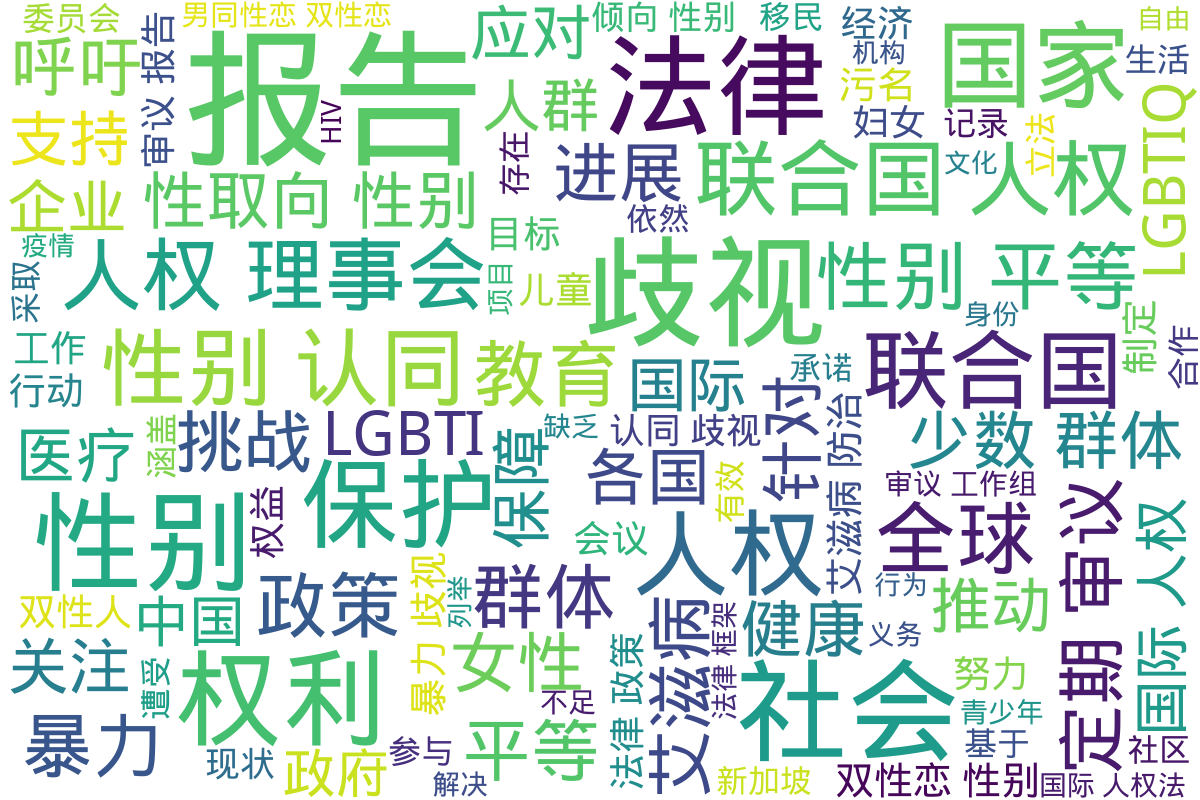 委员会
男同性恋 双性恋
报告
应对
倾向 性别
移民
经济
自由
呼吁
审议 报告
HIV
法律
机构
国家
生活
污名
人群
支持
妇女
记录
立法
LGBTIQ
存在
进展
联合国 人权
文化
企业
性取向 性别
依然
疫情
人权 理事会
目标
歧视
性别 平等
采取
项目
儿童
身份
制定
合作
工作
性别 认同
教育
国际
承诺
联合国
行动
针对
医疗
涵盖
挑战
LGBTI
保障
缺乏
认同 歧视
艾滋病 防治
少数 群体
各国
有效
审议 工作组
性别
权益
保护
会议
人权
全球
定期 审议
国际 人权
双性人
中国
政策
暴力 歧视
列举
群体
艾滋病
法律 框架
健康
行为
推动
义务
关注
遭受
权利
女性
法律 政策
社会
努力
不足
青少年
暴力
现状
政府
参与
平等
基于
社区
解决
新加坡
双性恋 性别
国际 人权法